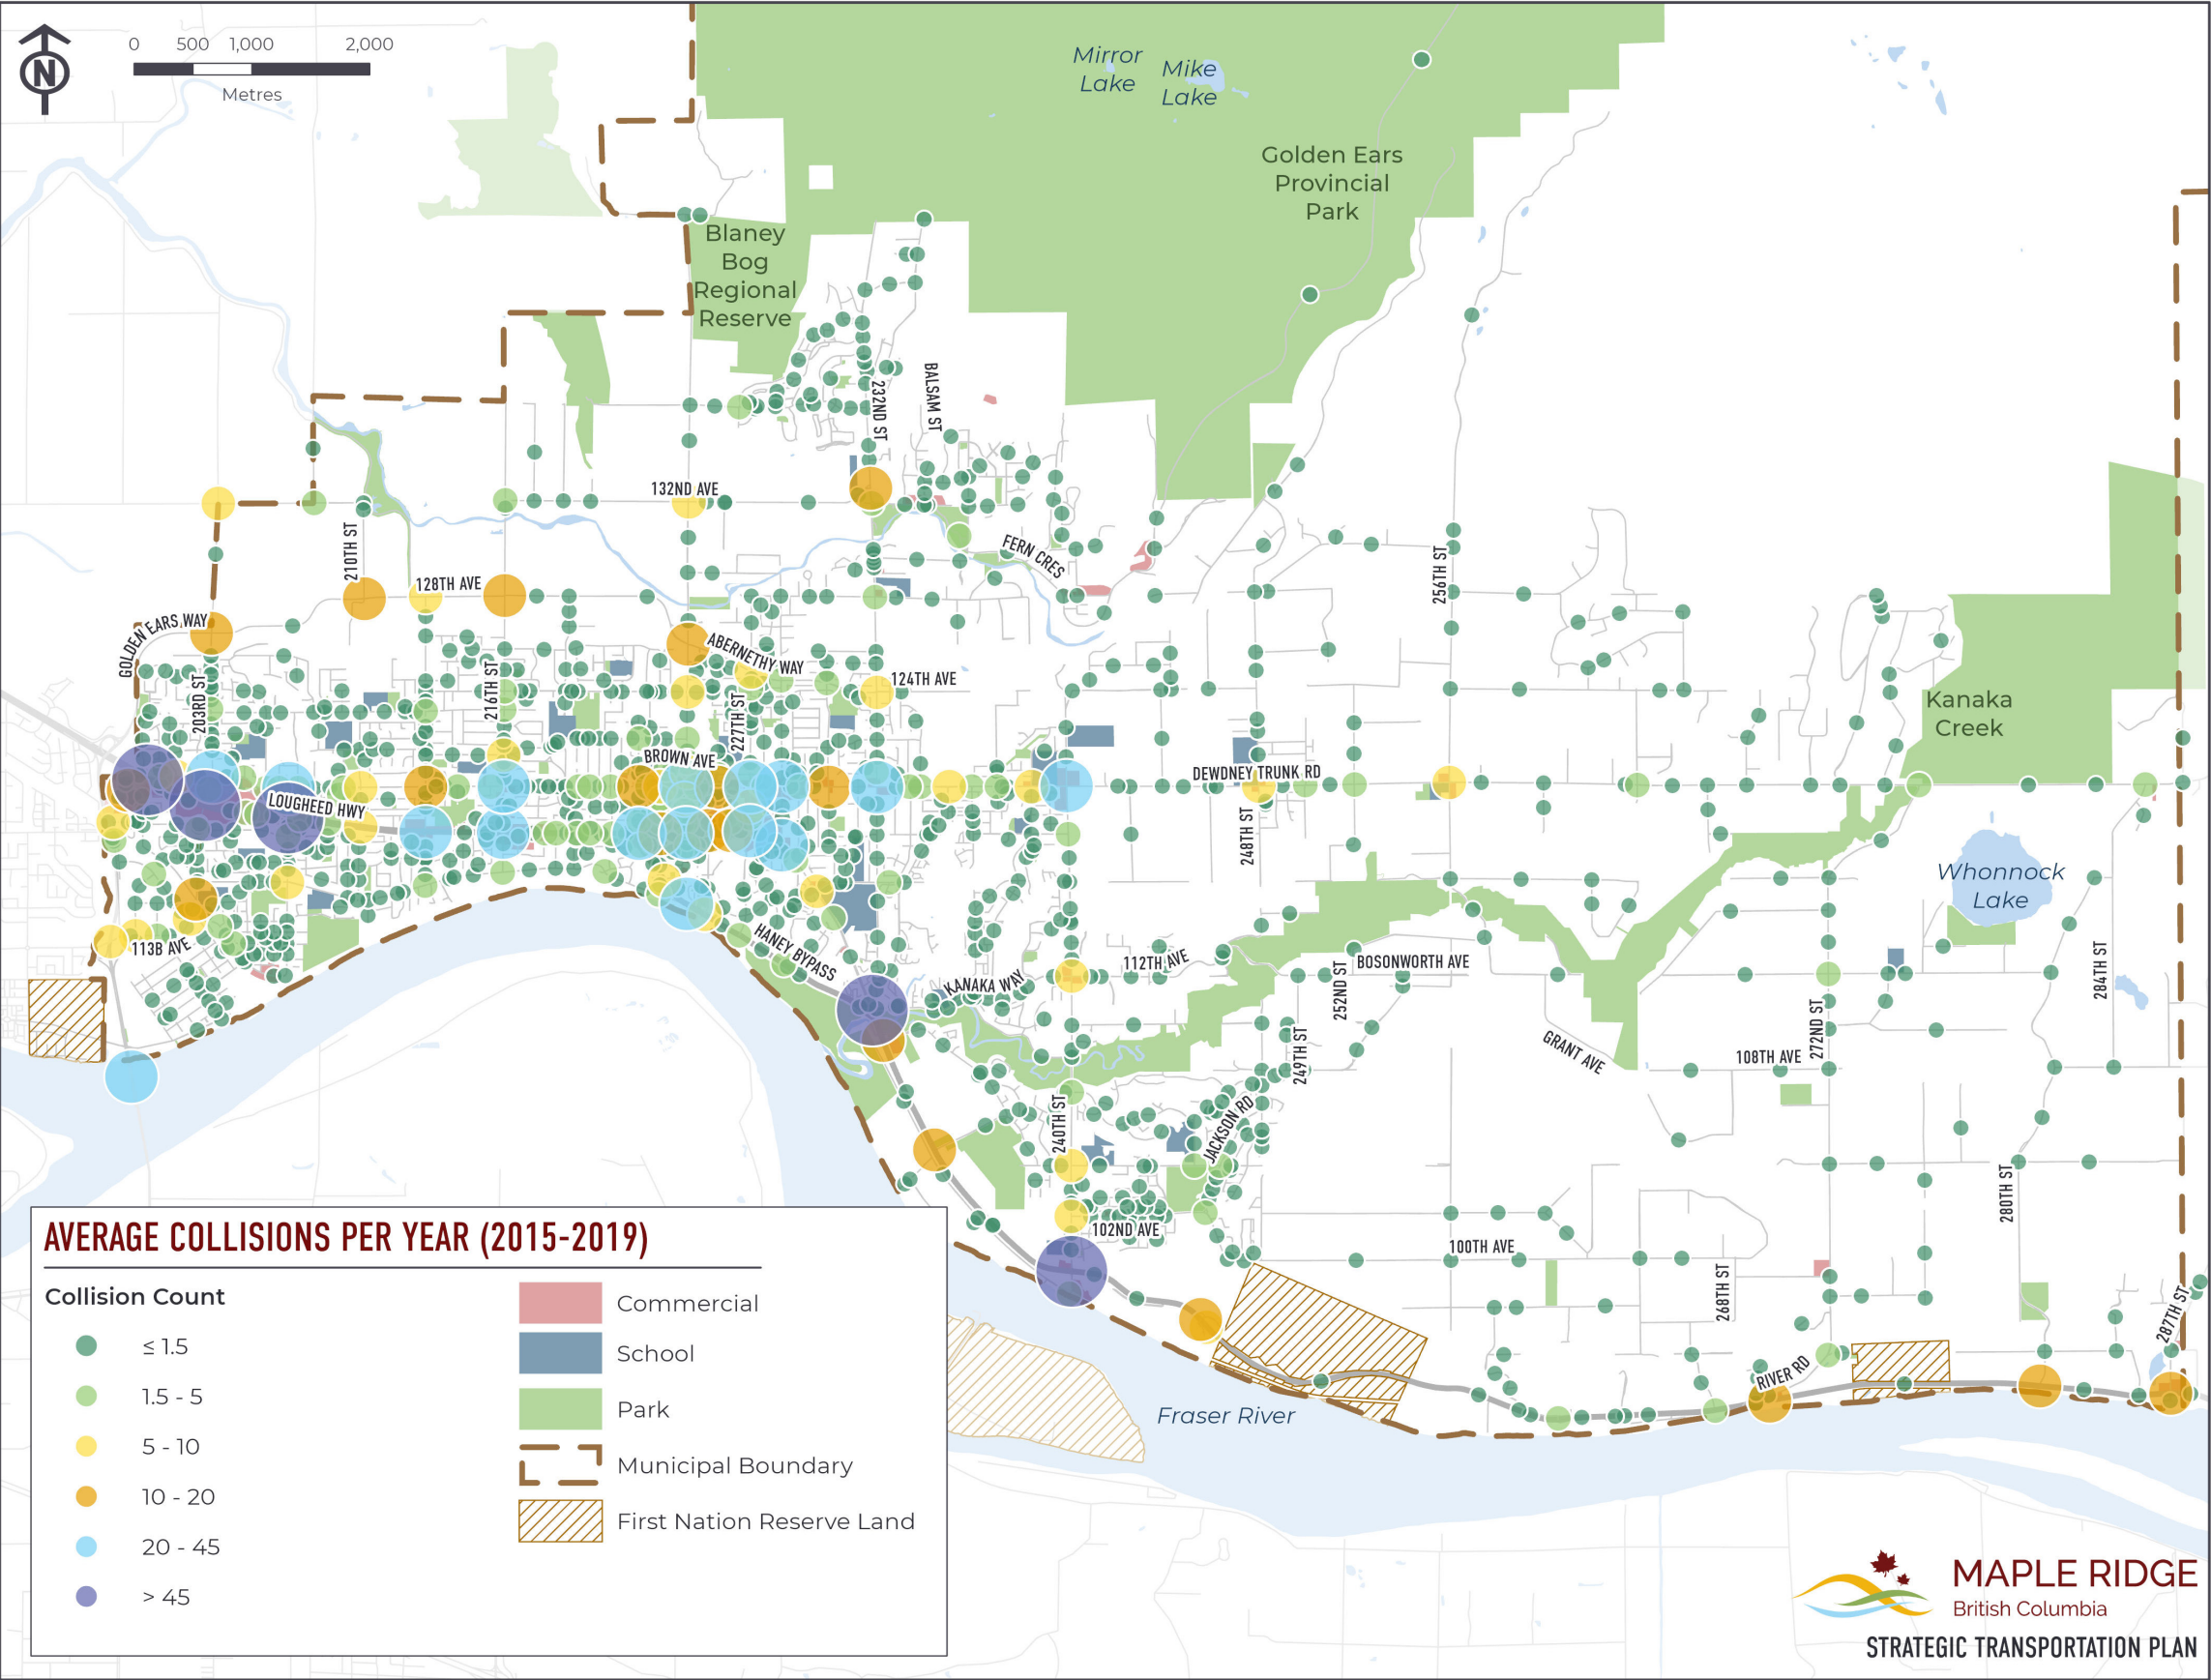 N
0 500 1,000 2,000
Metres
Mirror
Lake
Mike
Lake
Golden Ears
Provincial
Park
Blaney
Bog
Regional
Reserve
232ND ST
BALSAM ST
132ND AVE
210TH ST
FERN CRES
128TH AVE
256TH ST
GOLDEN EARS WAY
ABERNETHY WAY
203RD ST
216TH ST
124TH AVE
227TH ST
Kanaka
Creek
BROWN AVE
DEWDNEY TRUNK RD
LOUGHEED HWY
248TH ST
Whonnock
Lake
113B AVE
HANEY BYPASS
112TH AVE
BOSONWORTH AVE
KANAKA WAY
252ND ST
284TH ST
272ND ST
249TH ST
GRANT AVE
108TH AVE
240TH ST
JACKSON RD
280TH ST
102ND AVE
100TH AVE
268TH ST
287TH ST
RIVER RD
Fraser River
AVERAGE COLLISIONS PER YEAR (2015-2019)
Collision Count
≤ 1.5
1.5 - 5
5 - 10
10 - 20
20 - 45
> 45
Commercial
School
Park
Municipal Boundary
First Nation Reserve Land
MAPLE RIDGE
British Columbia
STRATEGIC TRANSPORTATION PLAN